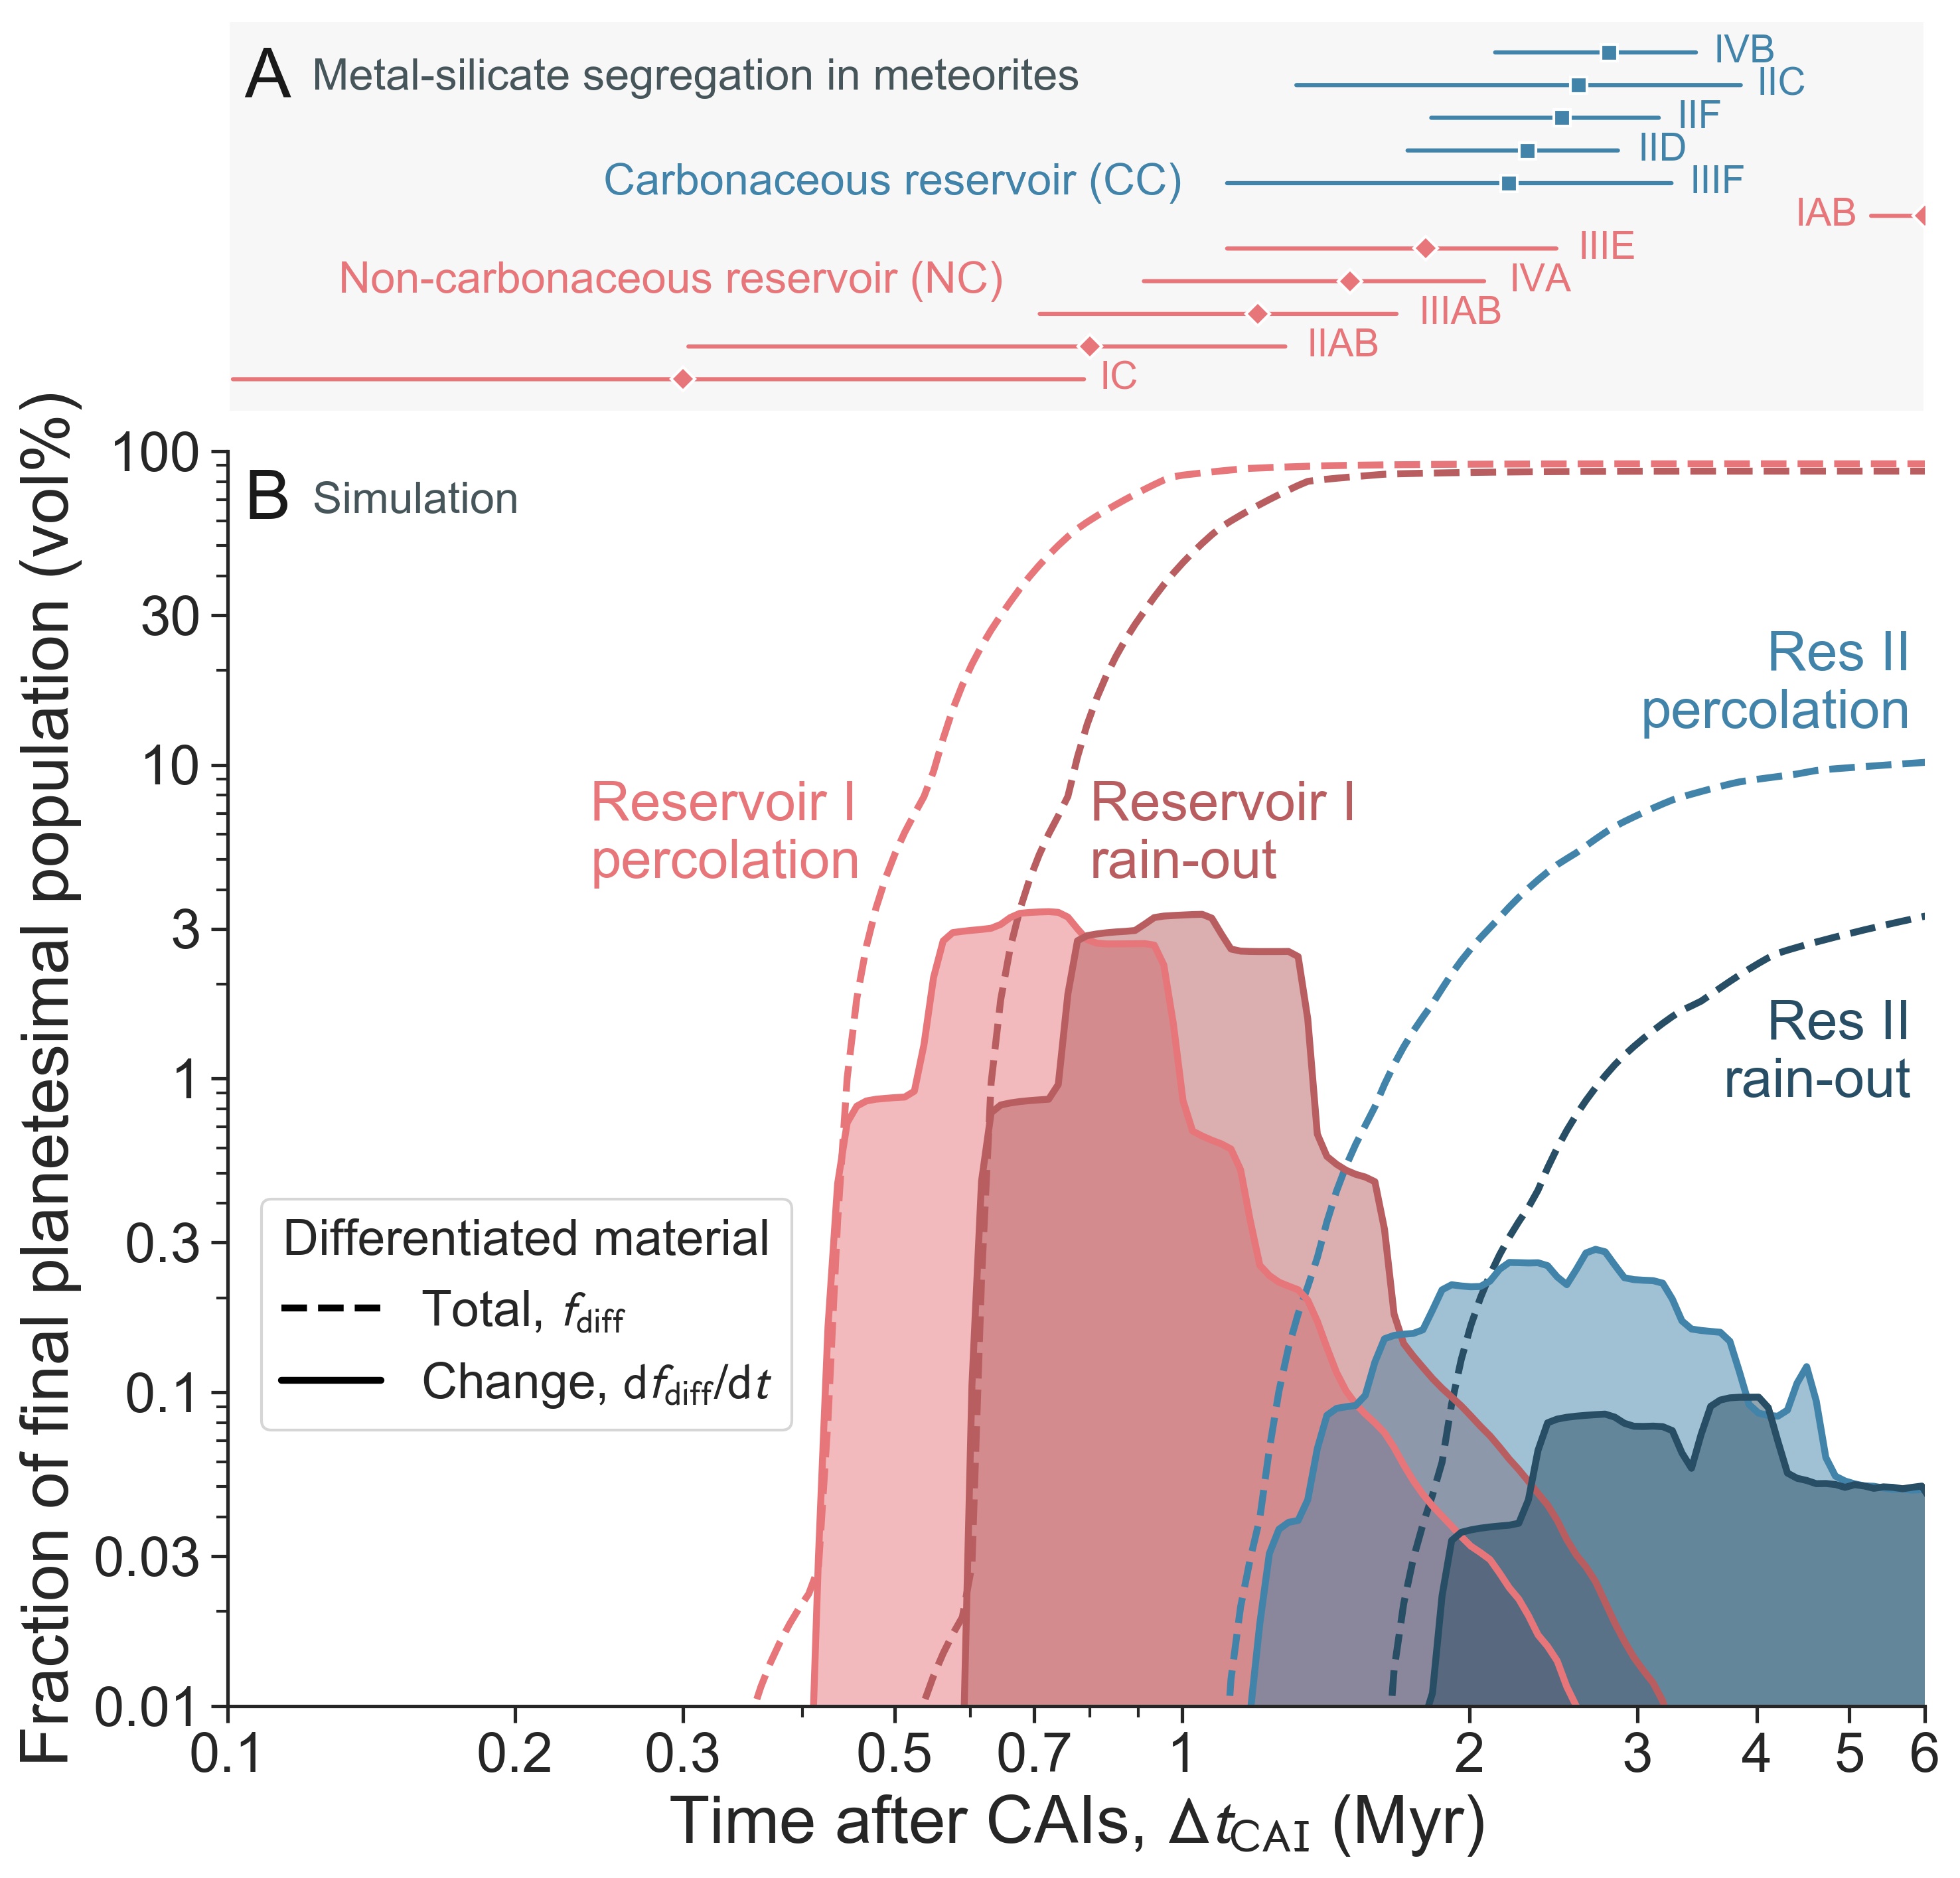 A Metal-silicate segregation in meteorites
IVB
IIC
IIF
IID
Carbonaceous reservoir (CC)
IIIF
IAB
IIIE
Non-carbonaceous reservoir (NC)
IVA
IIIAB
IIAB
IC
Fraction of final planetesimal population (vol%)
100
30
10
3
1
0.3
0.1
0.03
0.01
B Simulation
Res II
percolation
Reservoir I
percolation
Reservoir I
rain-out
Res II
rain-out
Differentiated material
Total, fdiff
Change, dfdiff/dt
0.1 0.2 0.3 0.5 0.7 1 2 3 4 5 6
Time after CAIs, ΔtCAI (Myr)